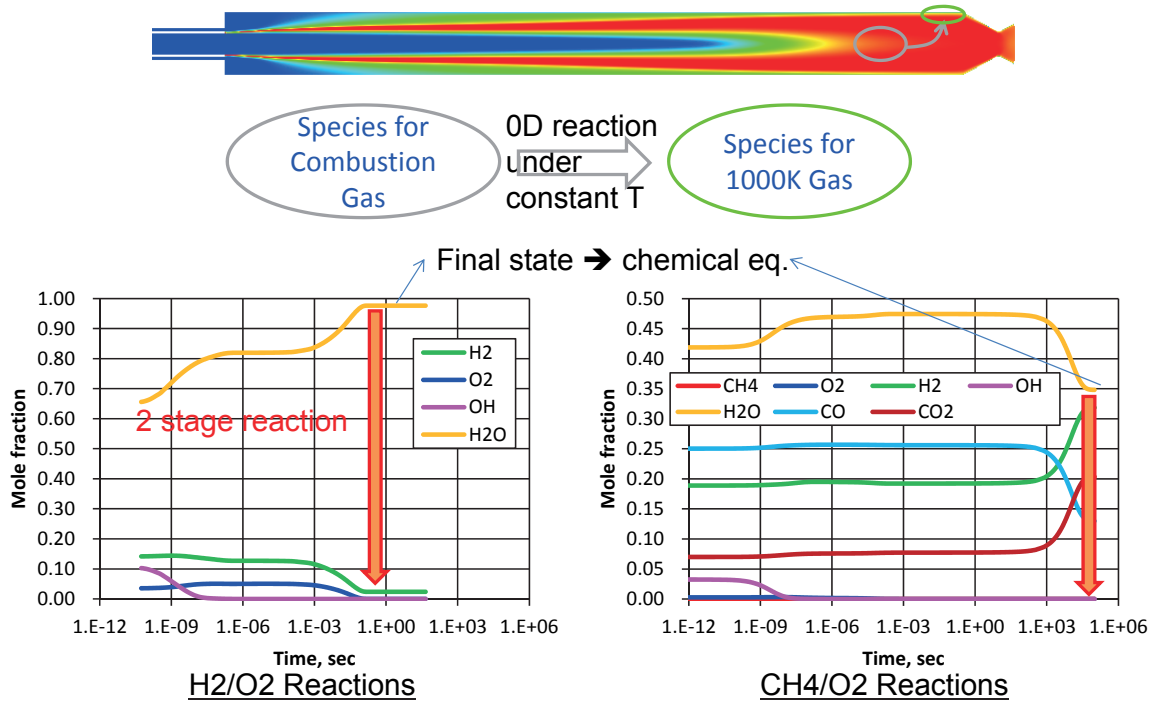 Species for
Combustion
Gas
0D reaction
under
constant T
Species for
1000K Gas
Final state ➔ chemical eq.
1.00
0.90
0.80
0.70
0.60
0.50
0.40
0.30
0.20
0.10
0.00
Mole fraction
2 stage reaction
H2
O2
OH
H2O
1.E-12 1.E-09 1.E-06 1.E-03 1.E+00 1.E+03 1.E+06
Time, sec
H2/O2 Reactions
0.50
0.45
0.40
0.35
0.30
0.25
0.20
0.15
0.10
0.05
0.00
Mole fraction
CH4 O2 H2 OH
H2O CO CO2
1.E-12 1.E-09 1.E-06 1.E-03 1.E+00 1.E+03 1.E+06
Time, sec
CH4/O2 Reactions